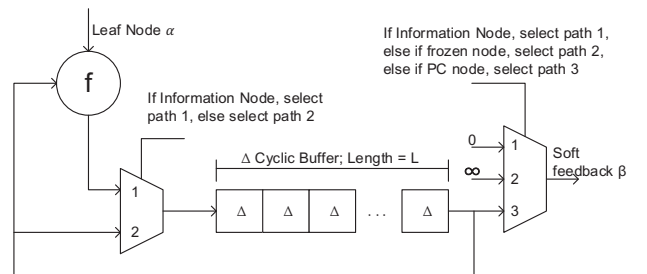 Leaf Node α
f
If Information Node, select
path 1, else select path 2
1
2
Δ Cyclic Buffer; Length = L
Δ
Δ
Δ
...
Δ
If Information Node, select path 1,
else if frozen node, select path 2,
else if PC node, select path 3
0
∞
1
2
3
Soft
feedback β